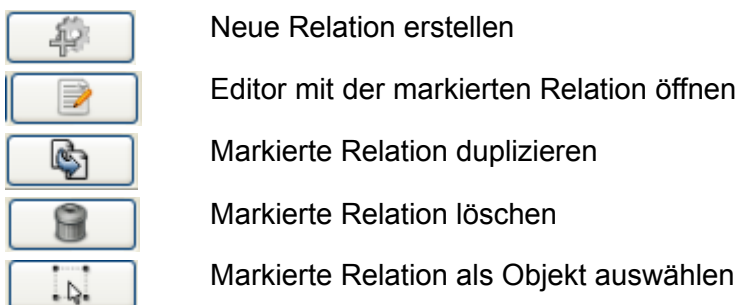 Neue Relation erstellen
Editor mit der markierten Relation öffnen
Markierte Relation duplizieren
Markierte Relation löschen
Markierte Relation als Objekt auswählen